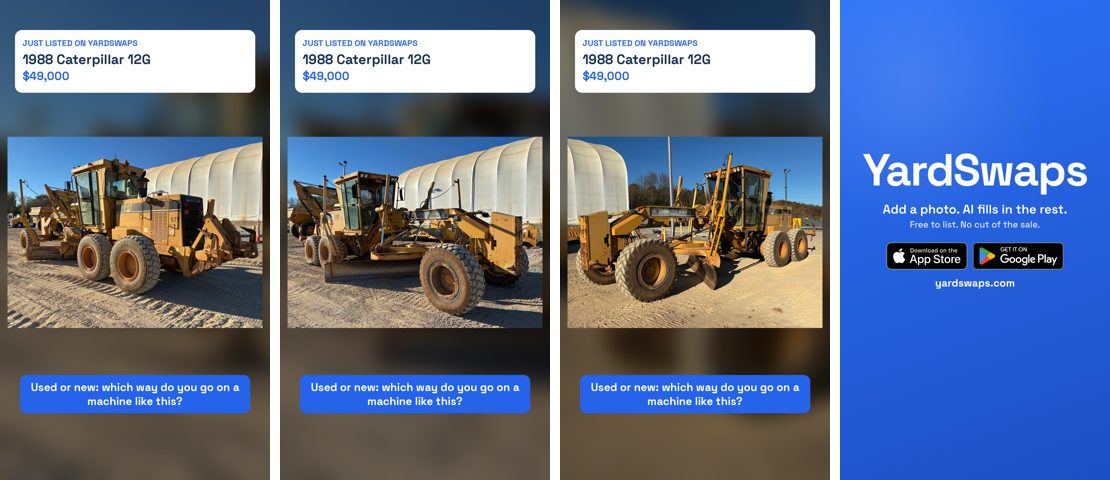 JUST LISTED ON YARDSWAPS
1988 Caterpillar 12G
$49,000
Used or new: which way do you go on a
machine like this?
JUST LISTED ON YARDSWAPS
1988 Caterpillar 12G
$49,000
Used or new: which way do you go on a
machine like this?
JUST LISTED ON YARDSWAPS
1988 Caterpillar 12G
$49,000
Used or new: which way do you go on a
machine like this?
YardSwaps
Add a photo. AI fills in the rest.
Free to list. No cut of the sale.
Download on the
App Store
GET IT ON
Google Play
yardswaps.com